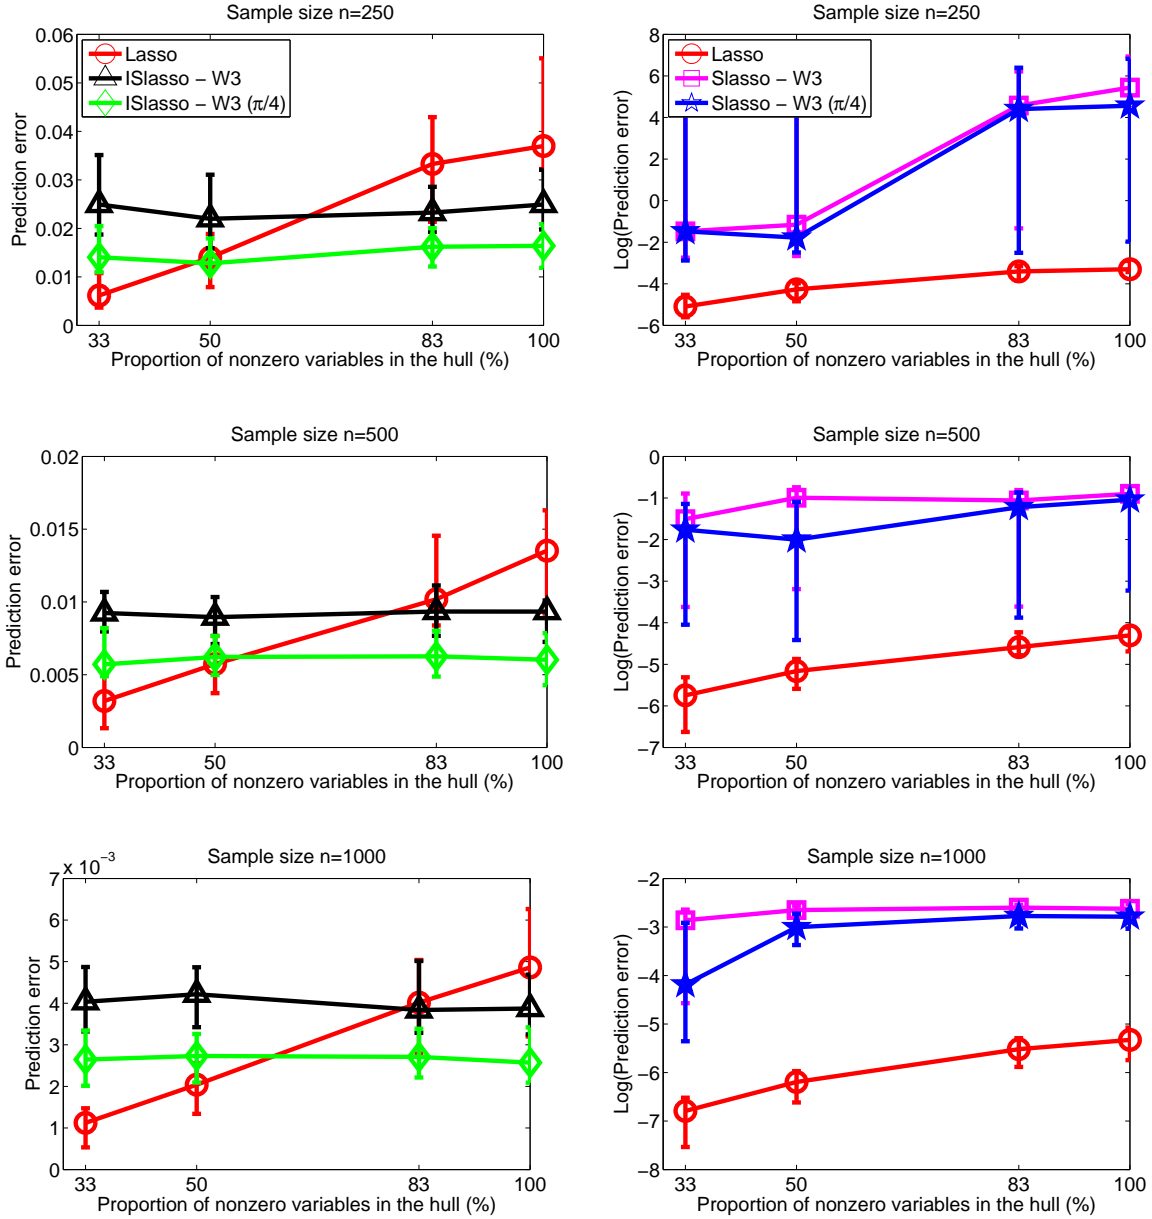 Sample size n=250
Prediction error
0.06
0.05
0.04
0.03
0.02
0.01
0
Lasso
ISlasso − W3
ISlasso − W3 (π/4)
33 50 83 100
Proportion of nonzero variables in the hull (%)
Sample size n=250
Log(Prediction error)
8
6
4
2
0
−2
−4
−6
Lasso
Slasso − W3
Slasso − W3 (π/4)
33 50 83 100
Proportion of nonzero variables in the hull (%)
Sample size n=500
Prediction error
0.02
0.015
0.01
0.005
0
33 50 83 100
Proportion of nonzero variables in the hull (%)
Sample size n=500
Log(Prediction error)
0
−1
−2
−3
−4
−5
−6
−7
33 50 83 100
Proportion of nonzero variables in the hull (%)
x 10−3
Sample size n=1000
Prediction error
7
6
5
4
3
2
1
0
33 50 83 100
Proportion of nonzero variables in the hull (%)
Sample size n=1000
Log(Prediction error)
−2
−3
−4
−5
−6
−7
−8
33 50 83 100
Proportion of nonzero variables in the hull (%)